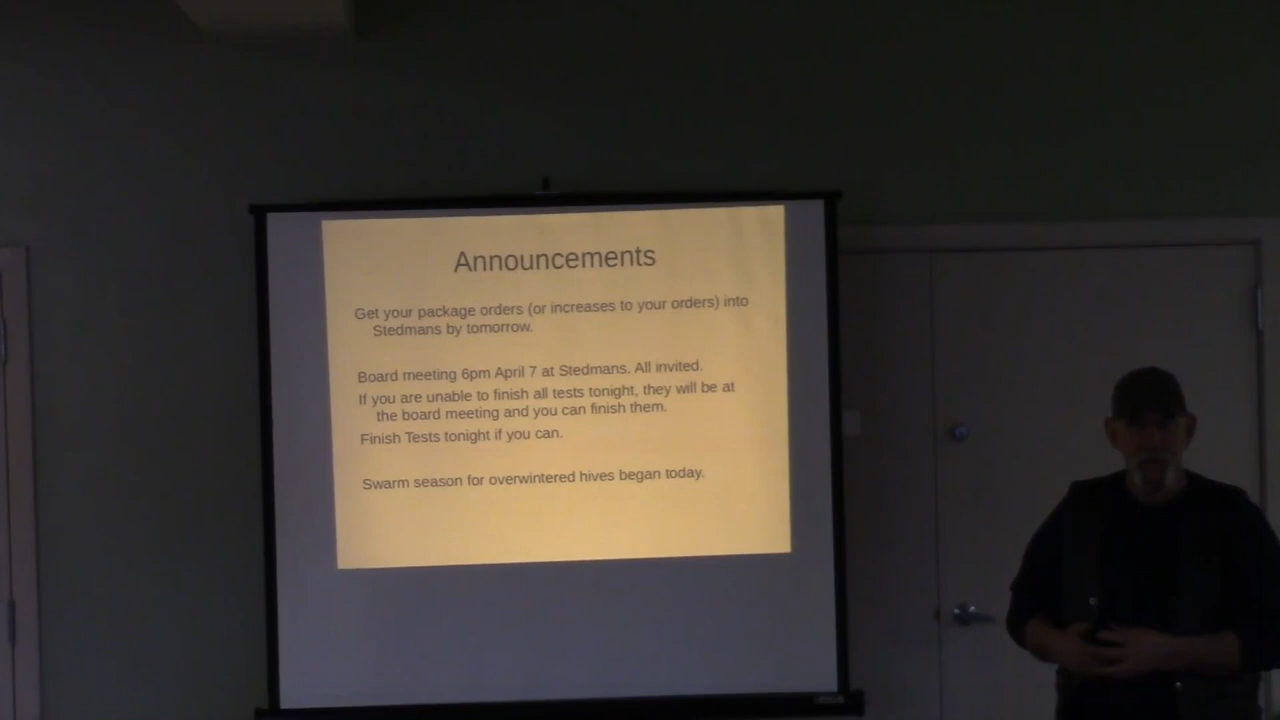 Announcements
Get your package orders (or increases to your orders) into
Stedmans by tomorrow.
Board meeting 6pm April 7 at Stedmans. All invited.
If you are unable to finish all tests tonight, they will be at
the board meeting and you can finish them.
Finish Tests tonight if you can.
Swarm season for overwintered hives began today.